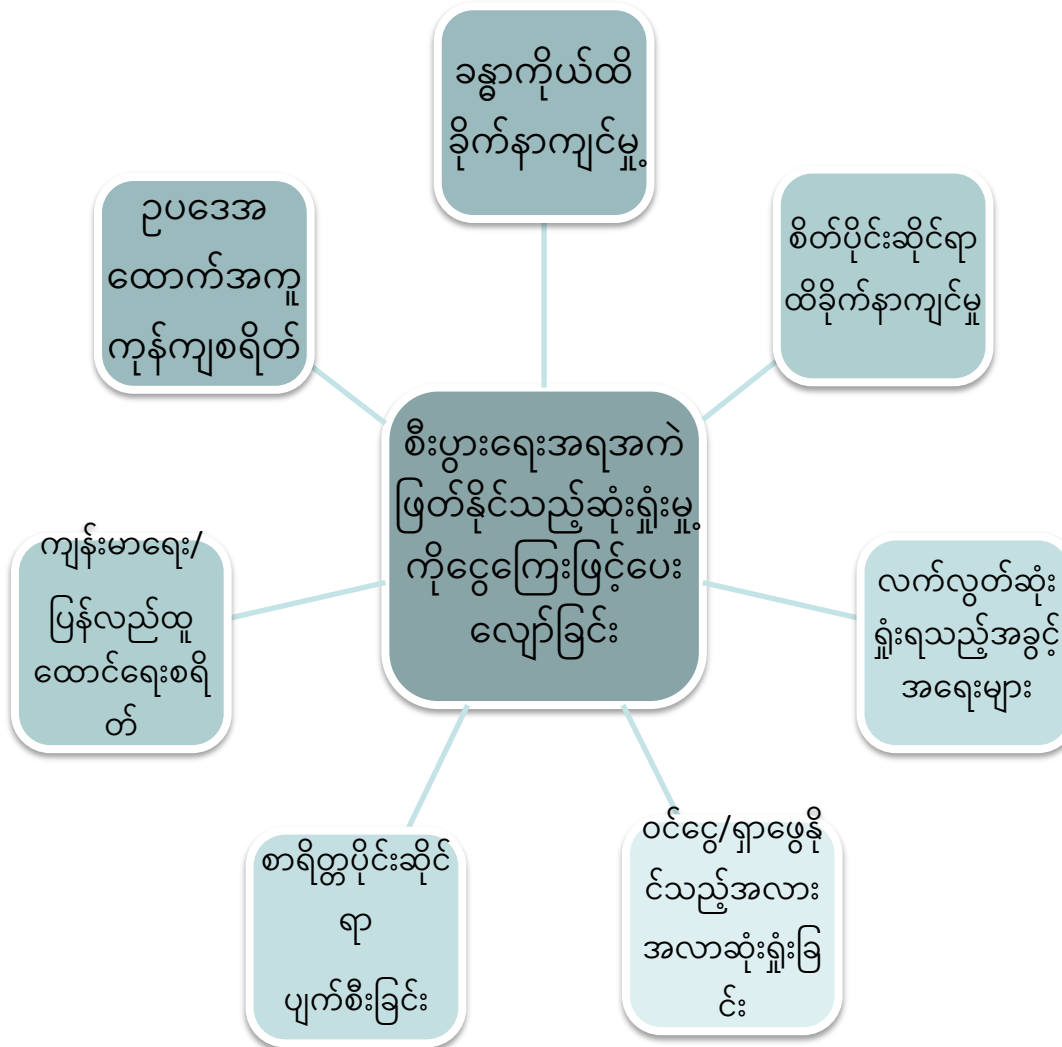 ခန္ဓာကိုယ်ထိ
ခိုက်နာကျင်မှု့
စိတ်ပိုင်းဆိုင်ရာ
ထိခိုက်နာကျင်မှု
လက်လွတ်ဆုံး
ရှုံးရသည့်အခွင့်
အရေးများ
ဝင်ငွေ/ရှာဖွေနို
င်သည့်အလား
အလာဆုံးရှုံးခြ
င်း
စာရိတ္တပိုင်းဆိုင်
ရာ
ပျက်စီးခြင်း
ကျန်းမာရေး/
ပြန်လည်ထူ
ထောင်ရေးစရိ
တ်
ဥပဒေအ
ထောက်အကူ
ကုန်ကျစရိတ်
စီးပွားရေးအရအကဲ
ဖြတ်နိုင်သည့်ဆုံးရှုံးမှု့
ကိုငွေကြေးဖြင့်ပေး
လျော်ခြင်း